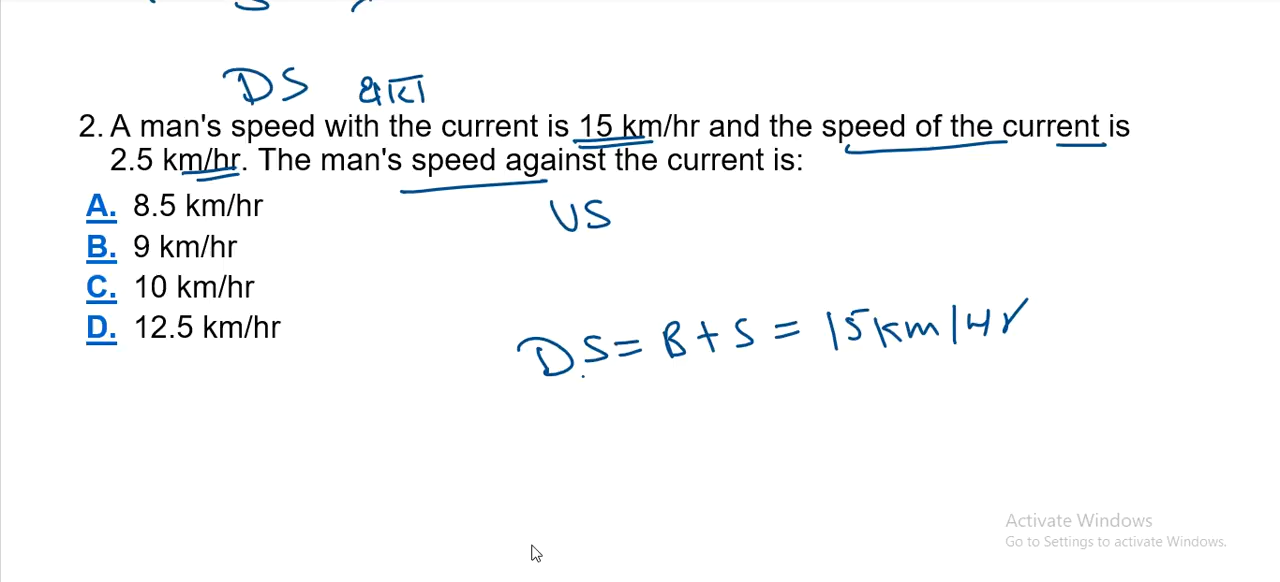 DS धारा
2. A man's speed with the current is 15 km/hr and the speed of the current is
2.5 km/hr. The man's speed against the current is:
A. 8.5 km/hr
US
B. 9 km/hr
C. 10 km/hr
D. 12.5 km/hr
DS = B + S = 15 km/Hr
Activate Windows
Go to Settings to activate Windows.